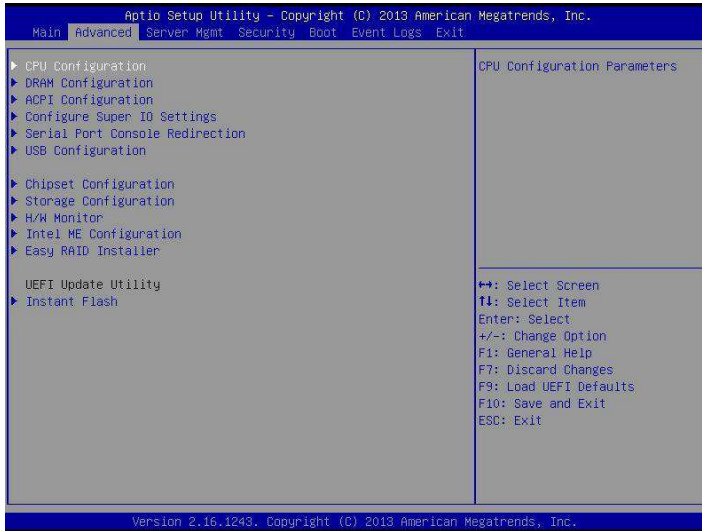 Aptio Setup Utility – Copyright (C) 2013 American Megatrends, Inc.
Main Advanced Server Mgmt Security Boot Event Logs Exit
▶ CPU Configuration
▶ DRAM Configuration
▶ ACPI Configuration
▶ Configure Super IO Settings
▶ Serial Port Console Redirection
▶ USB Configuration
▶ Chipset Configuration
▶ Storage Configuration
▶ H/W Monitor
▶ Intel ME Configuration
▶ Easy RAID Installer
UEFI Update Utility
▶ Instant Flash
CPU Configuration Parameters
↔: Select Screen
↑↓: Select Item
Enter: Select
+/-: Change Option
F1: General Help
F7: Discard Changes
F9: Load UEFI Defaults
F10: Save and Exit
ESC: Exit
Version 2.16.1243. Copyright (C) 2013 American Megatrends, Inc.